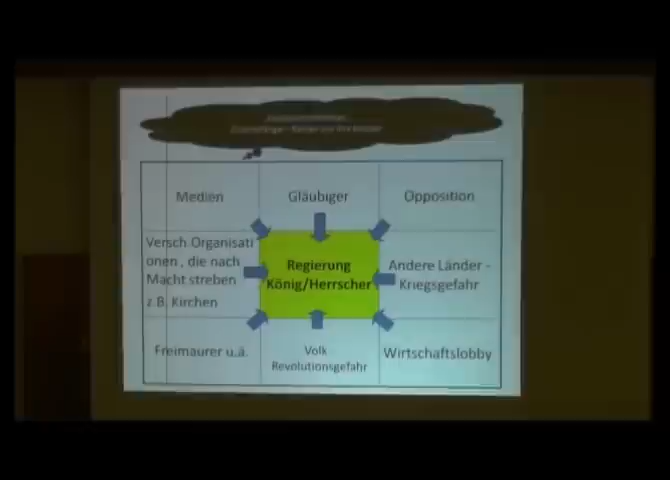 Medien
Gläubiger
Opposition
Versch.Organisati
onen , die nach
Macht streben
z.B. Kirchen
Regierung
König/Herrscher
Andere Länder -
Kriegsgefahr
Freimaurer u.ä.
Volk
Revolutionsgefahr
Wirtschaftslobby